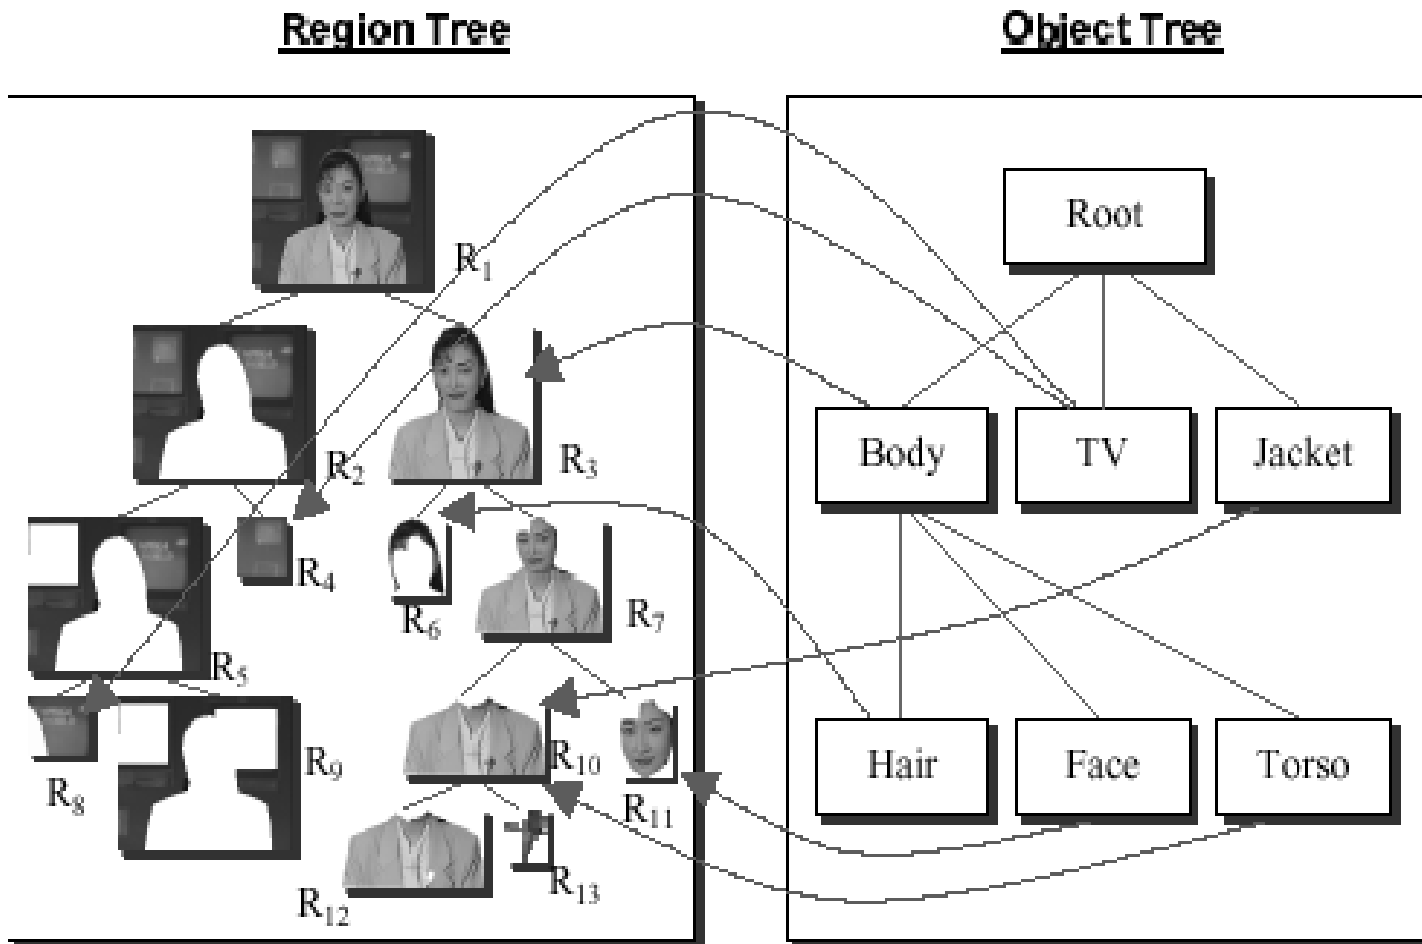 Region Tree
Object Tree
Root
R1
Body
TV
Jacket
R2
R3
R4
R6
R7
R5
Hair
Face
Torso
R8
R9
R10
R11
R12
R13